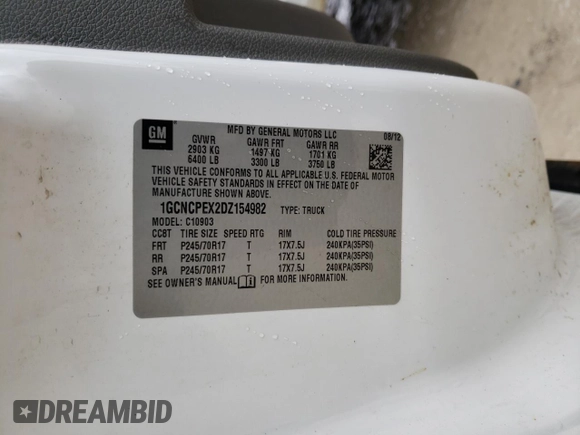 GM
MFD BY GENERAL MOTORS LLC 08/12
GVWR GAWR FRT GAWR RR
2903 KG 1497 KG 1701 KG
6400 LB 3300 LB 3750 LB
THIS VEHICLE CONFORMS TO ALL APPLICABLE U.S. FEDERAL MOTOR
VEHICLE SAFETY STANDARDS IN EFFECT ON THE DATE OF
MANUFACTURE SHOWN ABOVE.
1GCNCPEX2DZ154982 TYPE: TRUCK
MODEL: C10903
CC8T TIRE SIZE SPEED RTG RIM COLD TIRE PRESSURE
FRT P245/70R17 T 17X7.5J 240KPA(35PSI)
RR P245/70R17 T 17X7.5J 240KPA(35PSI)
SPA P245/70R17 T 17X7.5J 240KPA(35PSI)
SEE OWNER'S MANUAL FOR MORE INFORMATION.
DREAMBID